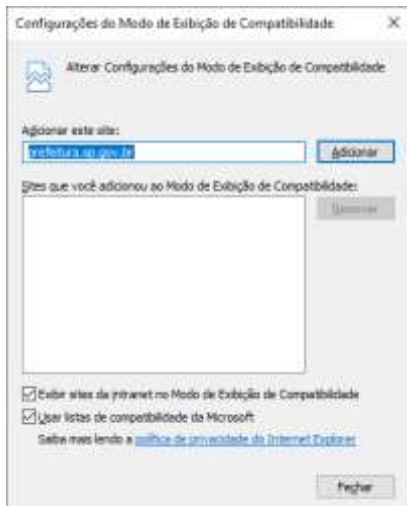 Configurações do Modo de Exibição de Compatibilidade
Alterar Configurações do Modo de Exibição de Compatibilidade
Adicionar este site:
prefeitura.sp.gov.br
Adicionar
Sites que você adicionou ao Modo de Exibição de Compatibilidade:
Remover
Exibir sites da intranet no Modo de Exibição de Compatibilidade
Usar listas de compatibilidade da Microsoft
Saiba mais lendo a política de privacidade do Internet Explorer
Fechar